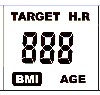 TARGET H.R
888
BMI AGE